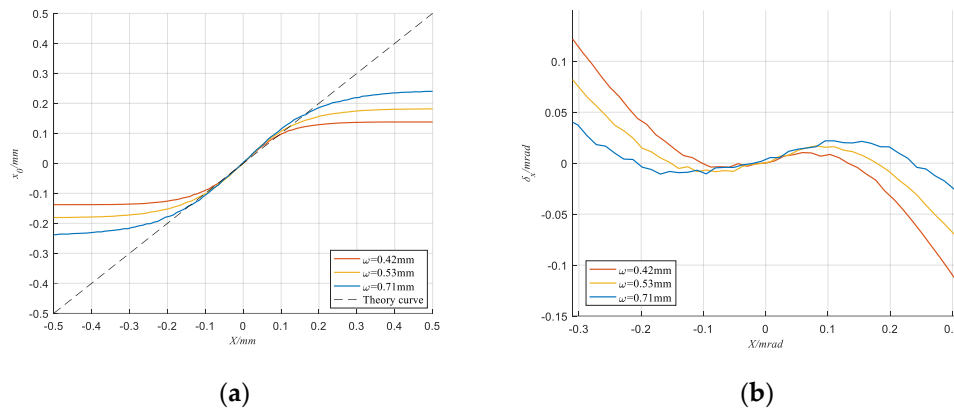 0.5
0.4
0.3
0.2
0.1
0
-0.1
-0.2
-0.3
-0.4
-0.5
x₀/mm
-0.5 -0.4 -0.3 -0.2 -0.1 0 0.1 0.2 0.3 0.4 0.5
X/mm
ω=0.42mm
ω=0.53mm
ω=0.71mm
Theory curve
(a)
0.1
0.05
0
-0.05
-0.1
-0.15
δₓ/mrad
-0.3 -0.2 -0.1 0 0.1 0.2 0.3
X/mrad
ω=0.42mm
ω=0.53mm
ω=0.71mm
(b)